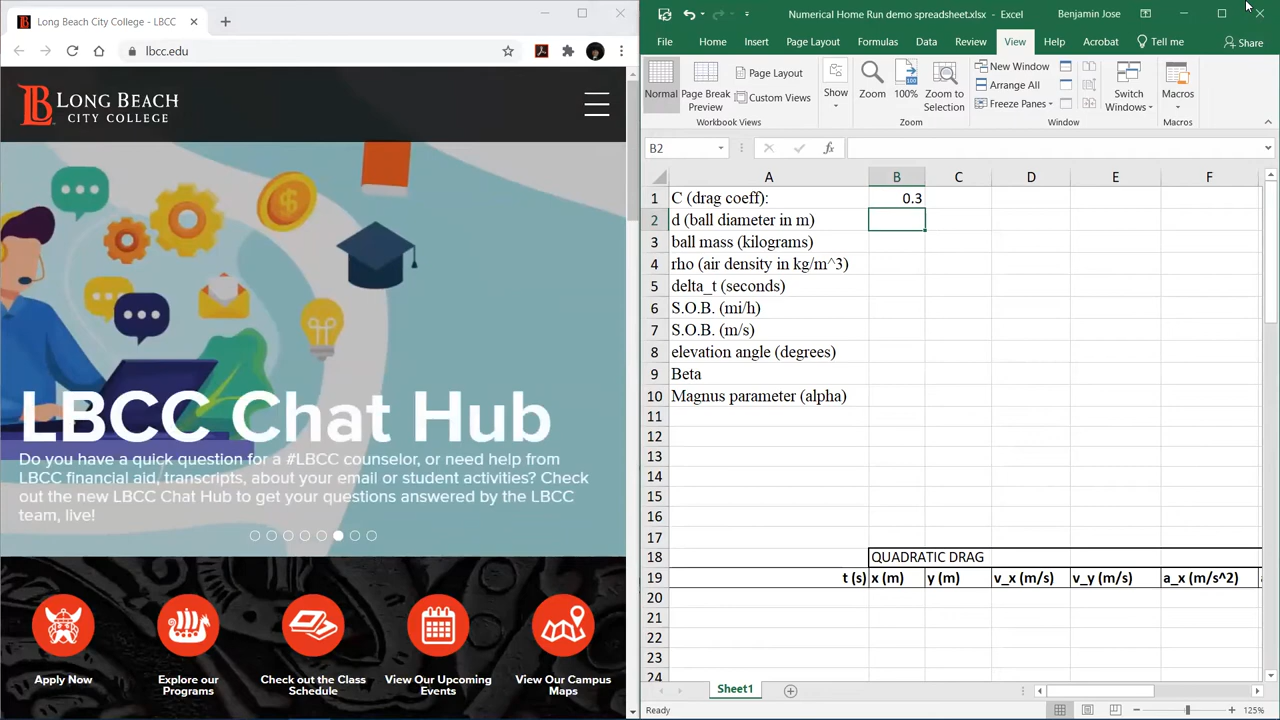 Long Beach City College - LBCC
lbcc.edu
LONG BEACH
CITY COLLEGE
LBCC Chat Hub
Do you have a quick question for a #LBCC counselor, or need help from
LBCC financial aid, transcripts, about your email or student activities? Check
out the new LBCC Chat Hub to get your questions answered by the LBCC
team, live!
Apply Now
Explore our
Programs
Check out the Class
Schedule
View Our Upcoming
Events
View Our Campus
Maps
Numerical Home Run demo spreadsheet.xlsx - Excel
Benjamin Jose
File Home Insert Page Layout Formulas Data Review View Help Acrobat Tell me Share
Normal
Page Break
Preview
Page Layout
Custom Views
Workbook Views
Show
Zoom
100%
Zoom to
Selection
Zoom
New Window
Arrange All
Freeze Panes
Switch
Windows
Window
Macros
Macros
B2
fx
A B C D E F
1 C (drag coeff): 0.3
2 d (ball diameter in m)
3 ball mass (kilograms)
4 rho (air density in kg/m^3)
5 delta_t (seconds)
6 S.O.B. (mi/h)
7 S.O.B. (m/s)
8 elevation angle (degrees)
9 Beta
10 Magnus parameter (alpha)
11
12
13
14
15
16
17
18 QUADRATIC DRAG
19 t (s) x (m) y (m) v_x (m/s) v_y (m/s) a_x (m/s^2)
20
21
22
23
24
Sheet1
Ready
125%